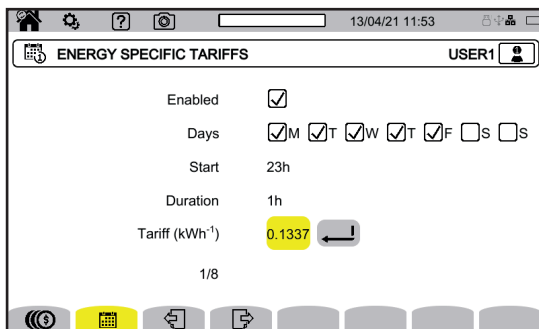 13/04/21 11:53
ENERGY SPECIFIC TARIFFS USER1
Enabled
Days M T W T F S S
Start 23h
Duration 1h
Tariff (kWh⁻¹) 0.1337
1/8